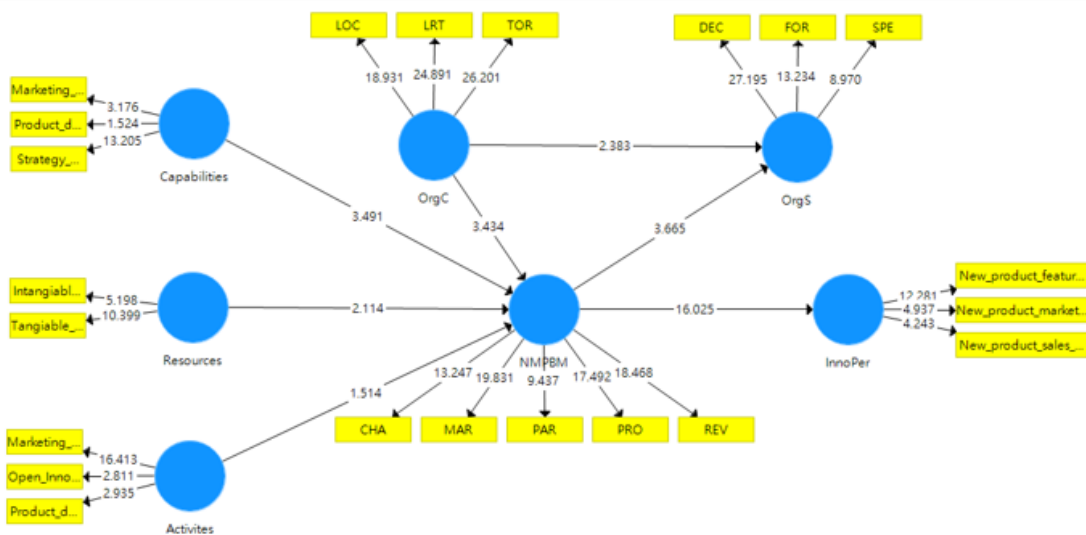 LOC
LRT
TOR
DEC
FOR
SPE
18.931
24.891
26.201
27.195
13.234
8.970
Marketing_...
Product_d...
Strategy_...
3.176
1.524
13.205
Capabilities
OrgC
2.383
OrgS
3.491
3.434
3.665
Intangiabl...
Tangiable_...
5.198
10.399
Resources
2.114
NMPBM
16.025
InnoPer
12.281
4.937
4.243
New_product_featur...
New_product_market...
New_product_sales_...
1.514
13.247
19.831
9.437
17.492
18.468
CHA
MAR
PAR
PRO
REV
Marketing_...
Open_Inno...
Product_d...
16.413
2.811
2.935
Activites